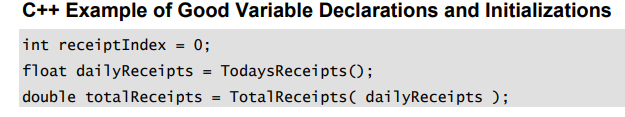 C++ Example of Good Variable Declarations and Initializations
int receiptIndex = 0;
float dailyReceipts = TodaysReceipts();
double totalReceipts = TotalReceipts( dailyReceipts );